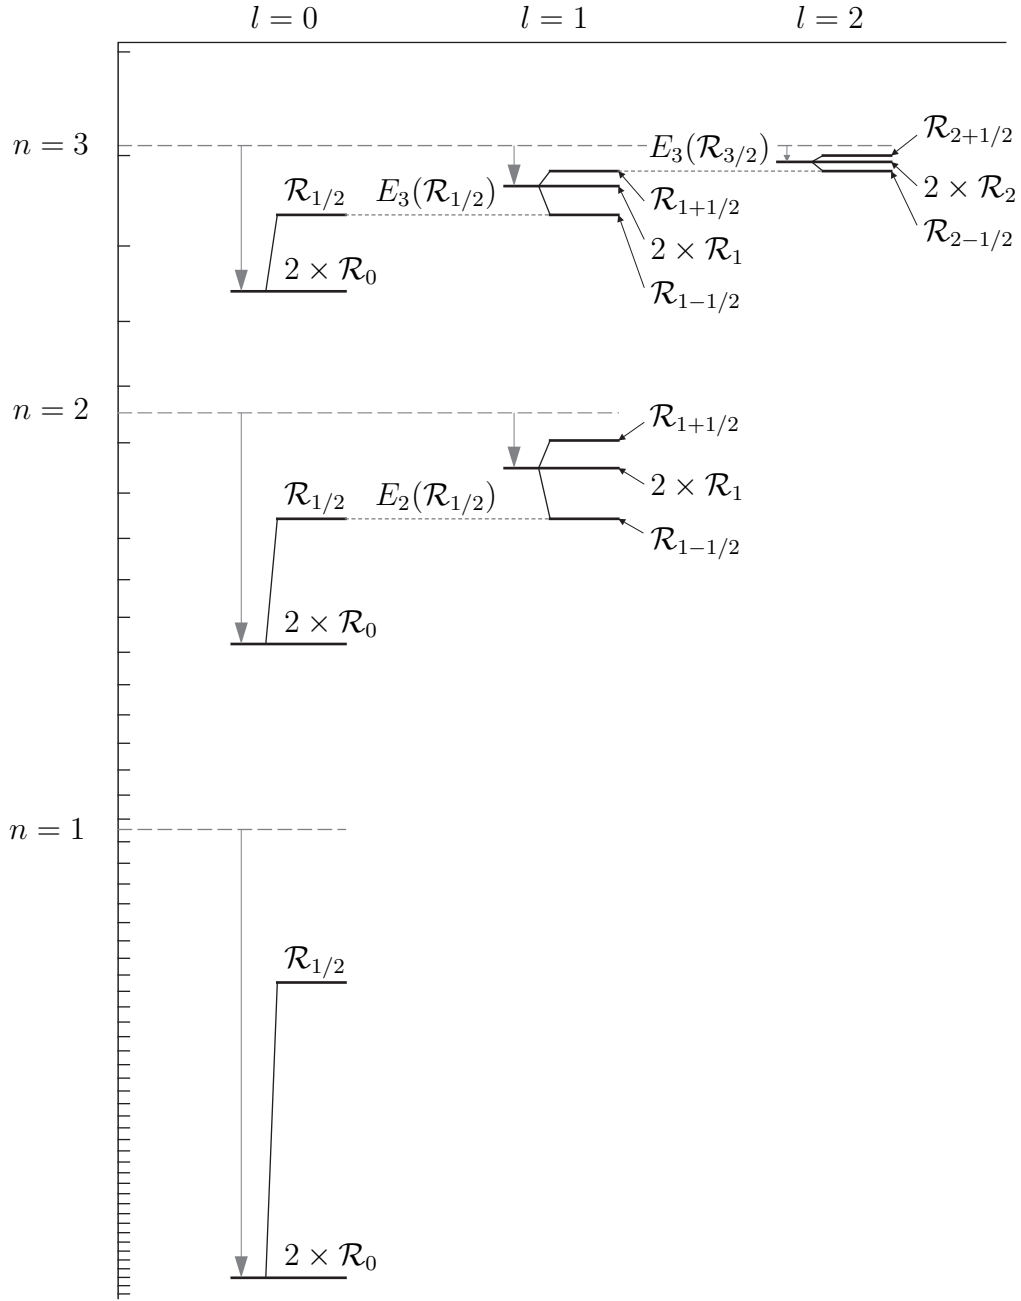 l = 0 l = 1 l = 2
n = 3
E₃(ℛ₃/₂) ℛ₂₊₁/₂
ℛ₁/₂ E₃(ℛ₁/₂) ℛ₁₊₁/₂ 2 × ℛ₂
2 × ℛ₀ 2 × ℛ₁ ℛ₂₋₁/₂
ℛ₁₋₁/₂
n = 2 ℛ₁₊₁/₂
ℛ₁/₂ E₂(ℛ₁/₂) 2 × ℛ₁
ℛ₁₋₁/₂
2 × ℛ₀
n = 1
ℛ₁/₂
2 × ℛ₀